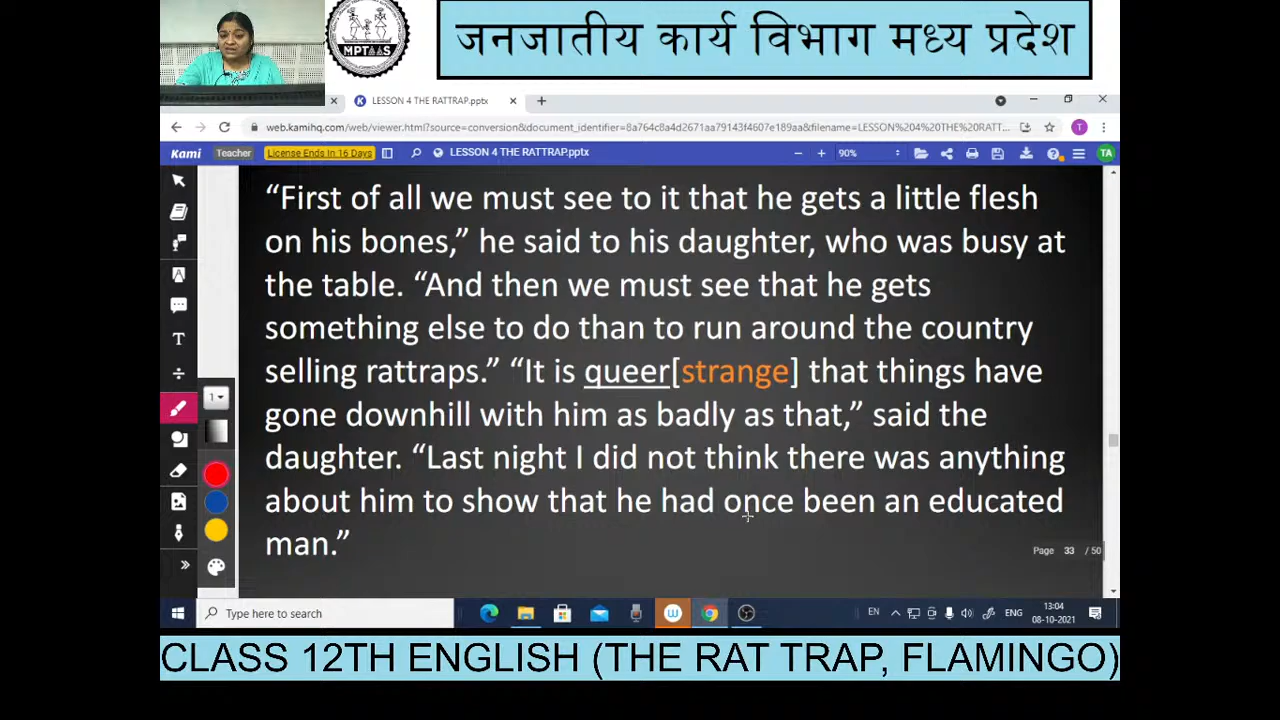 MPTAAS
जनजातीय कार्य विभाग मध्य प्रदेश
LESSON 4 THE RATTRAP.pptx
web.kamihq.com/web/viewer.html?source=conversion&document_identifier=8a764c8a4d2671aa79143f4607e189aa&filename=LESSON%204%20THE%20RATT...
T
Kami Teacher License Ends In 16 Days LESSON 4 THE RATTRAP.pptx 90% TA
“First of all we must see to it that he gets a little flesh
on his bones,” he said to his daughter, who was busy at
the table. “And then we must see that he gets
something else to do than to run around the country
selling rattraps.” “It is queer[strange] that things have
gone downhill with him as badly as that,” said the
daughter. “Last night I did not think there was anything
about him to show that he had once been an educated
man.”
1
Page 33 / 50
Type here to search
EN ENG 13:04
08-10-2021
CLASS 12TH ENGLISH (THE RAT TRAP, FLAMINGO)